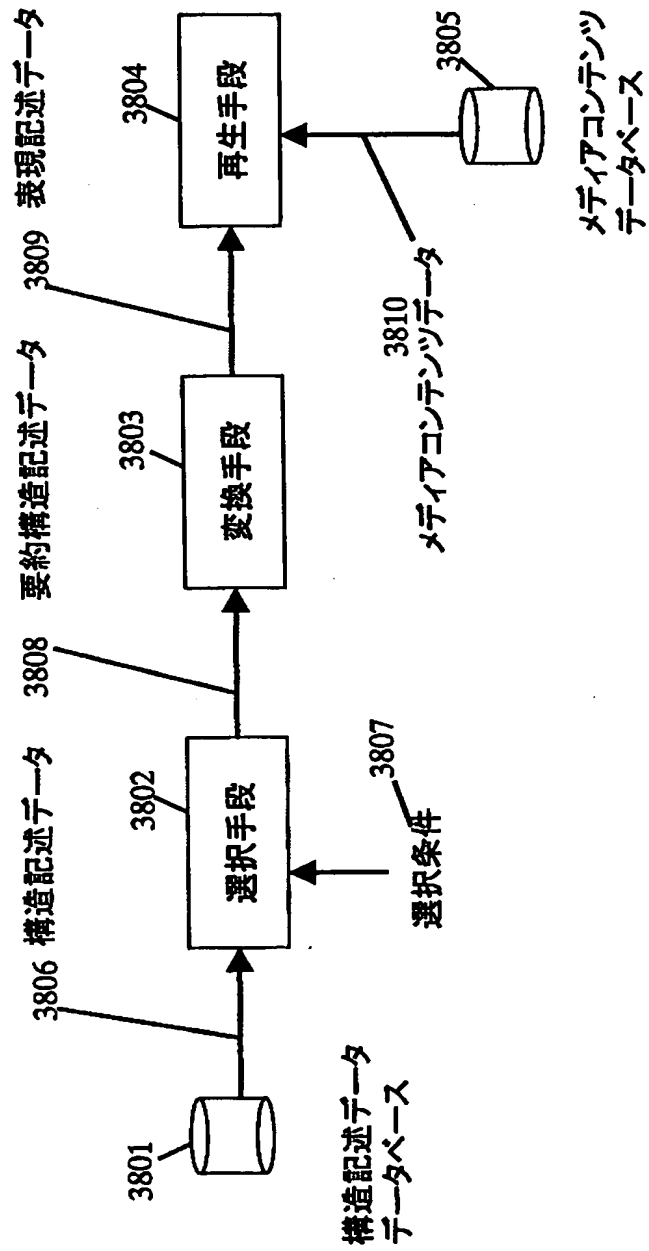 3806 構造記述データ
3808 要約構造記述データ
3809 表現記述データ
3801
3802
選択手段
3803
変換手段
3804
再生手段
3805
構造記述データ
データベース
3807
選択条件
3810
メディアコンテンツデータ
メディアコンテンツ
データベース